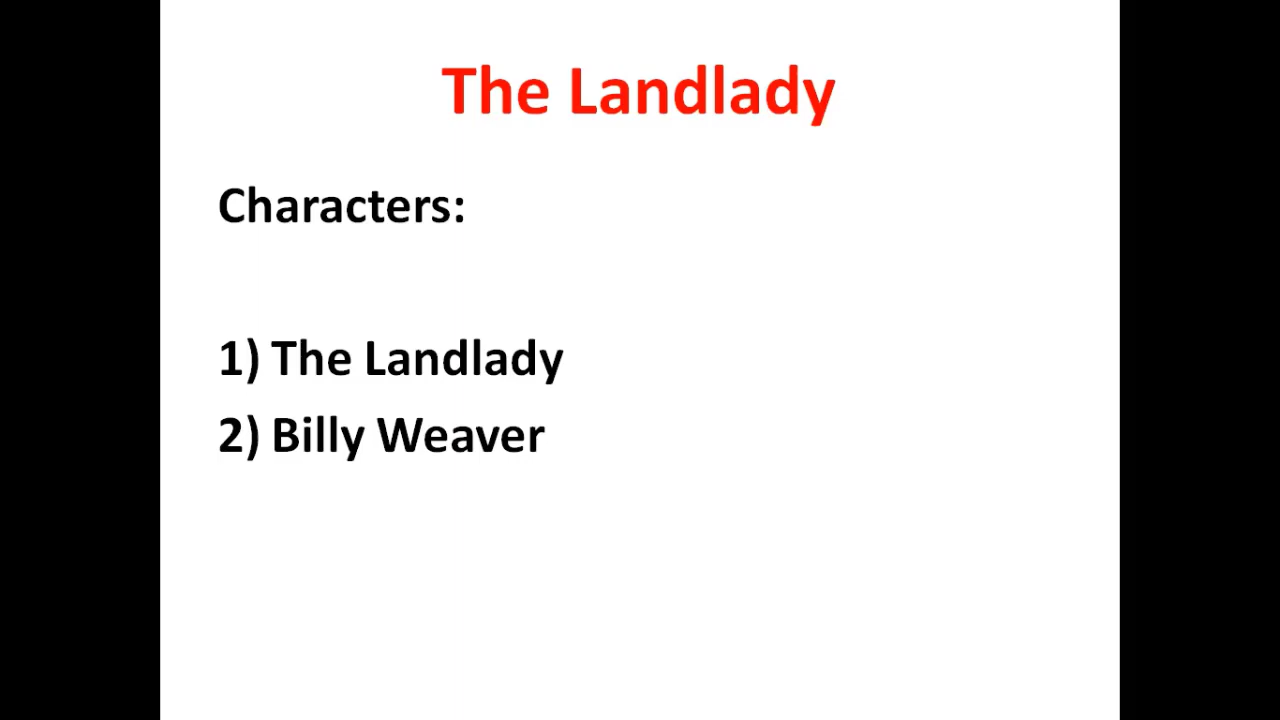 The Landlady
Characters:
1) The Landlady
2) Billy Weaver